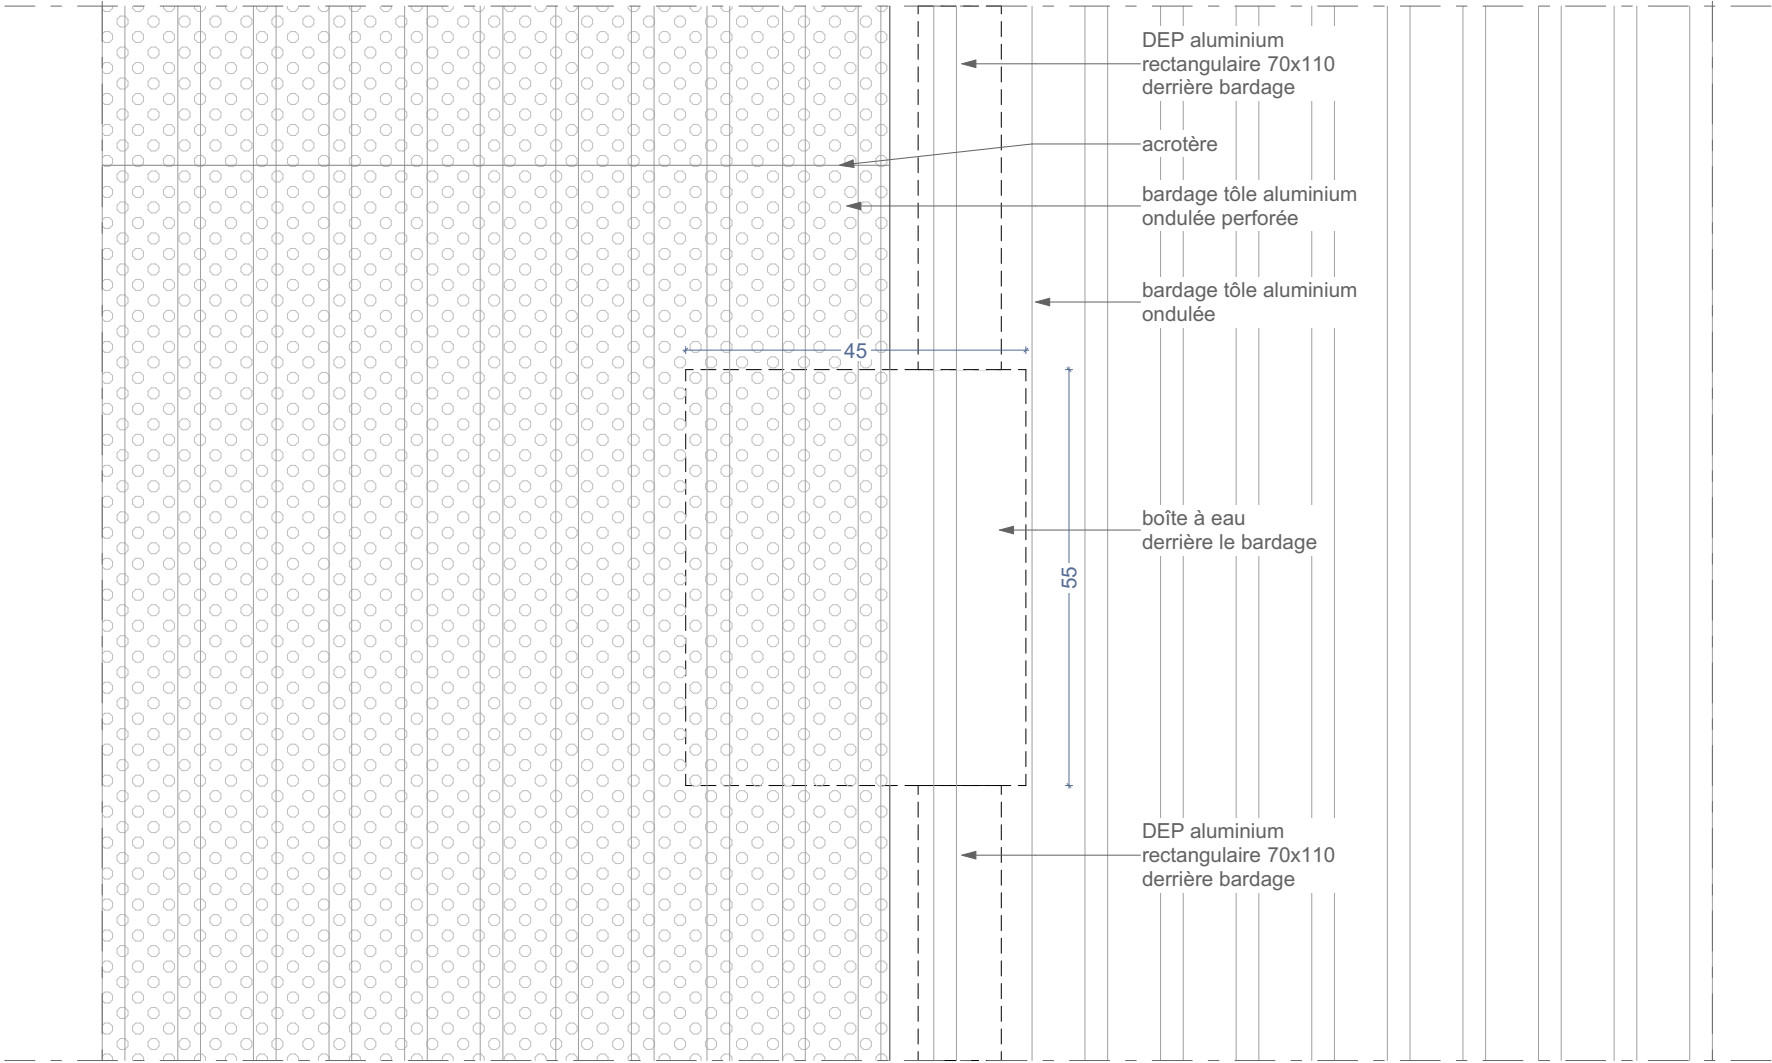 DEP aluminium
rectangulaire 70x110
derrière bardage
acrotère
bardage tôle aluminium
ondulée perforée
bardage tôle aluminium
ondulée
45
boîte à eau
derrière le bardage
55
DEP aluminium
rectangulaire 70x110
derrière bardage